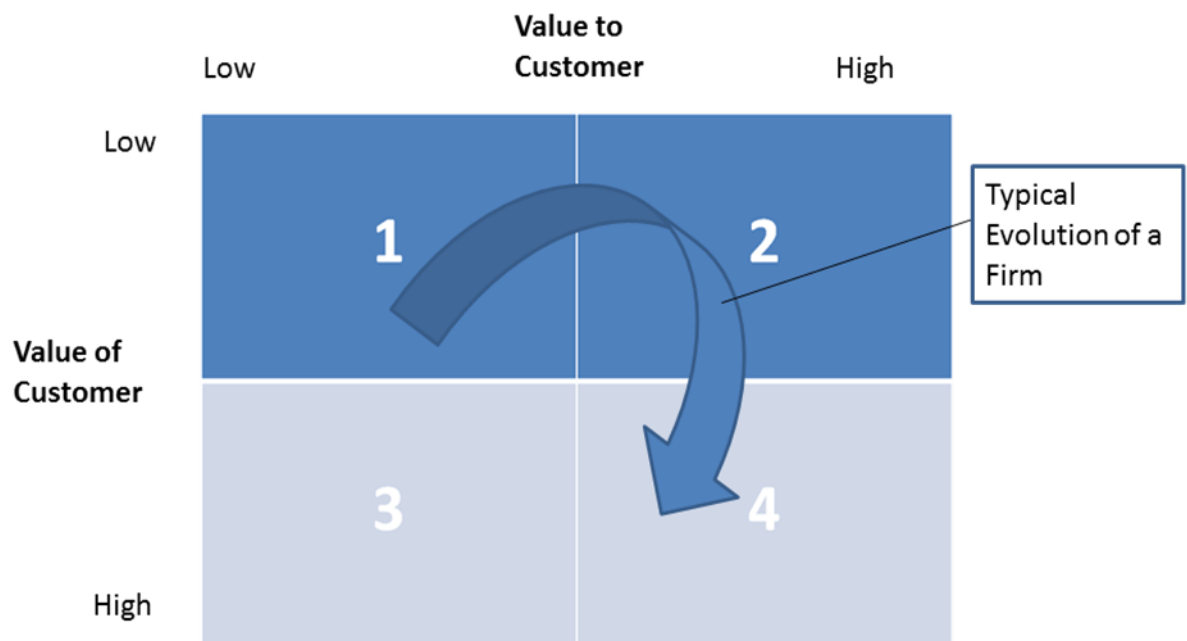 Value to
Customer
Low
High
Low
1
2
Typical
Evolution of a
Firm
Value of
Customer
3
4
High